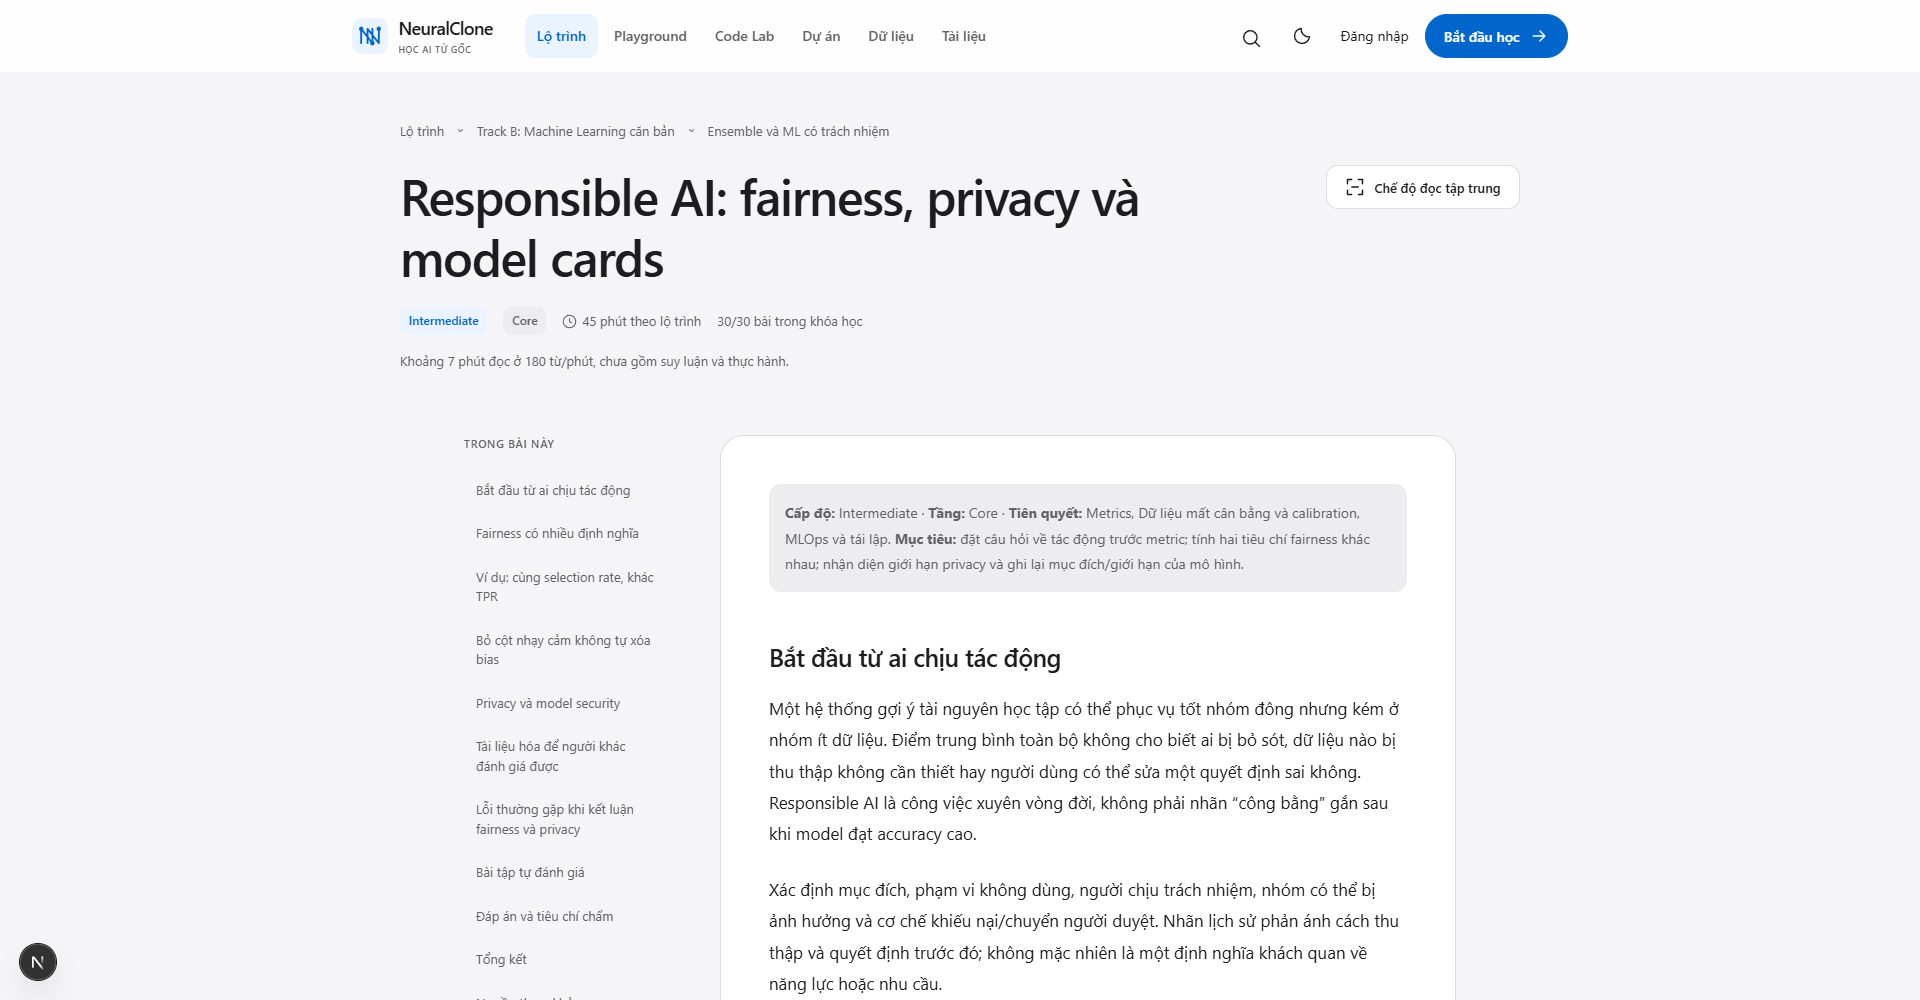 NeuralClone
HỌC AI TỪ GỐC
Lộ trình
Playground
Code Lab
Dự án
Dữ liệu
Tài liệu
Đăng nhập
Bắt đầu học
Lộ trình
Track B: Machine Learning căn bản
Ensemble và ML có trách nhiệm
Responsible AI: fairness, privacy và
model cards
Chế độ đọc tập trung
Intermediate
Core
45 phút theo lộ trình
30/30 bài trong khóa học
Khoảng 7 phút đọc ở 180 từ/phút, chưa gồm suy luận và thực hành.
TRONG BÀI NÀY
Bắt đầu từ ai chịu tác động
Fairness có nhiều định nghĩa
Ví dụ: cùng selection rate, khác
TPR
Bỏ cột nhạy cảm không tự xóa
bias
Privacy và model security
Tài liệu hóa để người khác
đánh giá được
Lỗi thường gặp khi kết luận
fairness và privacy
Bài tập tự đánh giá
Đáp án và tiêu chí chấm
Tổng kết
Cấp độ: Intermediate · Tầng: Core · Tiên quyết: Metrics, Dữ liệu mất cân bằng và calibration,
MLOps và tái lập. Mục tiêu: đặt câu hỏi về tác động trước metric; tính hai tiêu chí fairness khác
nhau; nhận diện giới hạn privacy và ghi lại mục đích/giới hạn của mô hình.
Bắt đầu từ ai chịu tác động
Một hệ thống gợi ý tài nguyên học tập có thể phục vụ tốt nhóm đông nhưng kém ở
nhóm ít dữ liệu. Điểm trung bình toàn bộ không cho biết ai bị bỏ sót, dữ liệu nào bị
thu thập không cần thiết hay người dùng có thể sửa một quyết định sai không.
Responsible AI là công việc xuyên vòng đời, không phải nhãn “công bằng” gắn sau
khi model đạt accuracy cao.
Xác định mục đích, phạm vi không dùng, người chịu trách nhiệm, nhóm có thể bị
ảnh hưởng và cơ chế khiếu nại/chuyển người duyệt. Nhãn lịch sử phản ánh cách thu
thập và quyết định trước đó; không mặc nhiên là một định nghĩa khách quan về
năng lực hoặc nhu cầu.
N